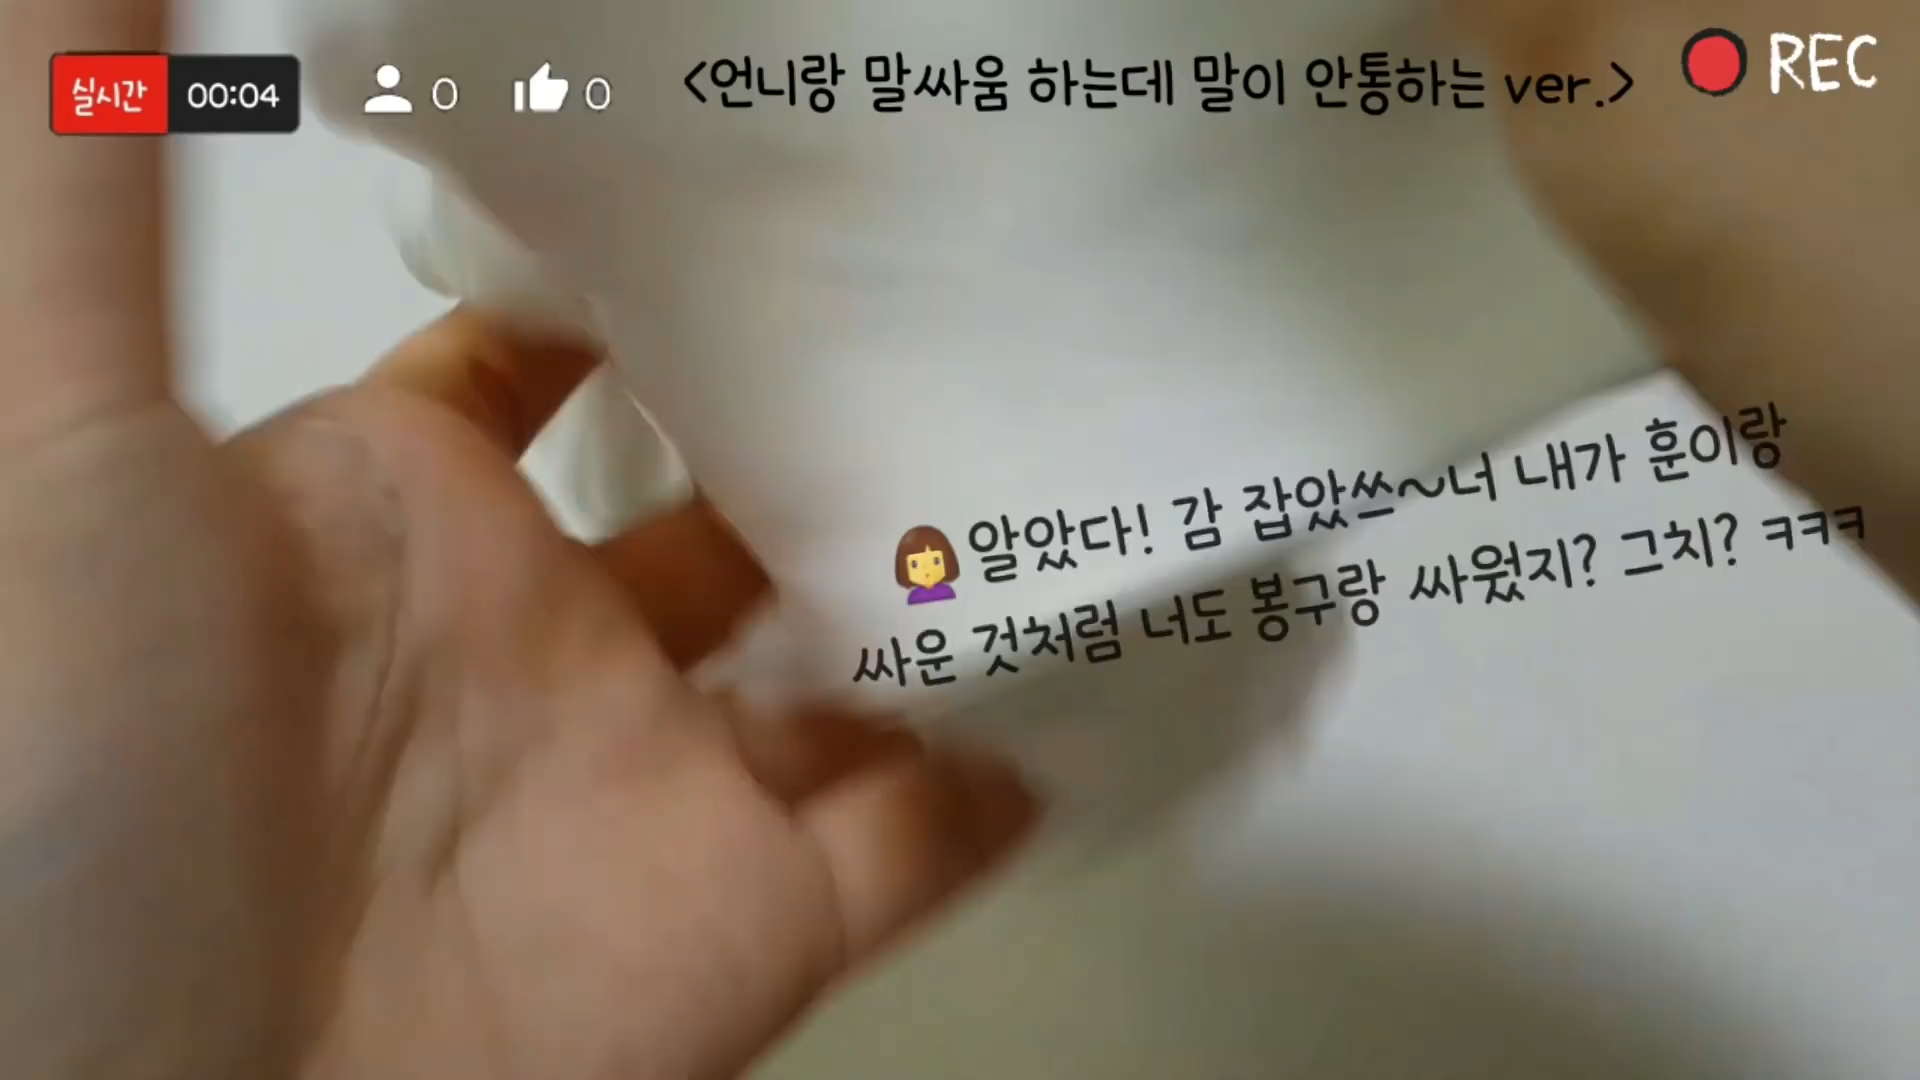 실시간 00:04 0 0 <언니랑 말싸움 하는데 말이 안통하는 ver.> REC
알았다! 감 잡았쓰~너 내가 훈이랑
싸운 것처럼 너도 봉구랑 싸웠지? 그치? ㅋㅋㅋ